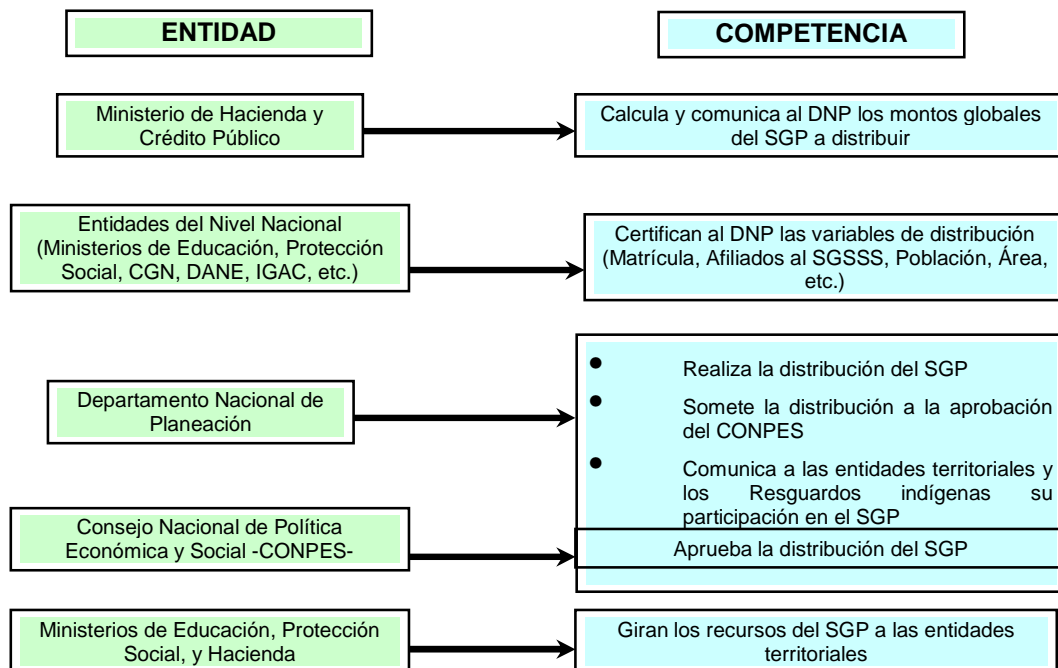 ENTIDAD
COMPETENCIA
Ministerio de Hacienda y
Crédito Público
Calcula y comunica al DNP los montos globales
del SGP a distribuir
Entidades del Nivel Nacional
(Ministerios de Educación, Protección
Social, CGN, DANE, IGAC, etc.)
Certifican al DNP las variables de distribución
(Matrícula, Afiliados al SGSSS, Población, Área,
etc.)
Departamento Nacional de
Planeación
• Realiza la distribución del SGP
• Somete la distribución a la aprobación
del CONPES
• Comunica a las entidades territoriales y
los Resguardos indígenas su
participación en el SGP
Consejo Nacional de Política
Económica y Social -CONPES-
Aprueba la distribución del SGP
Ministerios de Educación, Protección
Social, y Hacienda
Giran los recursos del SGP a las entidades
territoriales